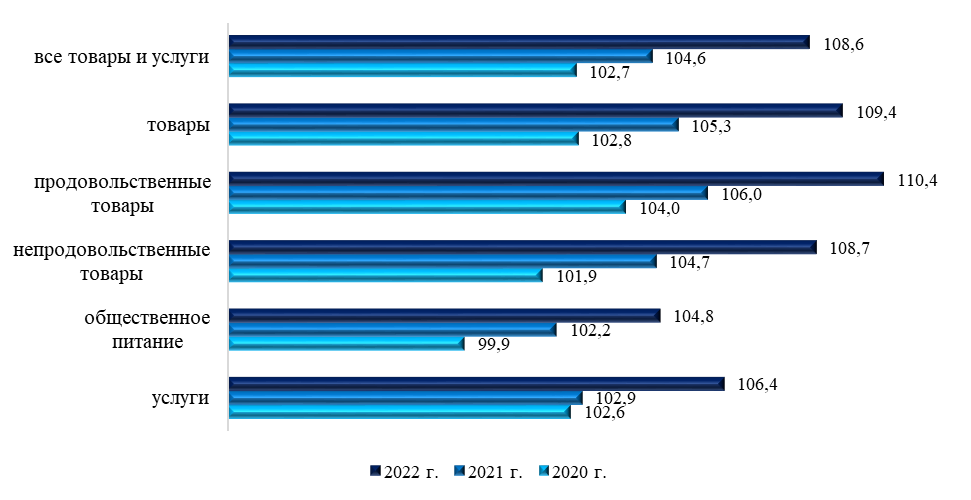 все товары и услуги
108,6
104,6
102,7
товары
109,4
105,3
102,8
продовольственные
товары
110,4
106,0
104,0
непродовольственные
товары
108,7
104,7
101,9
общественное
питание
104,8
102,2
99,9
услуги
106,4
102,9
102,6
2022 г. 2021 г. 2020 г.